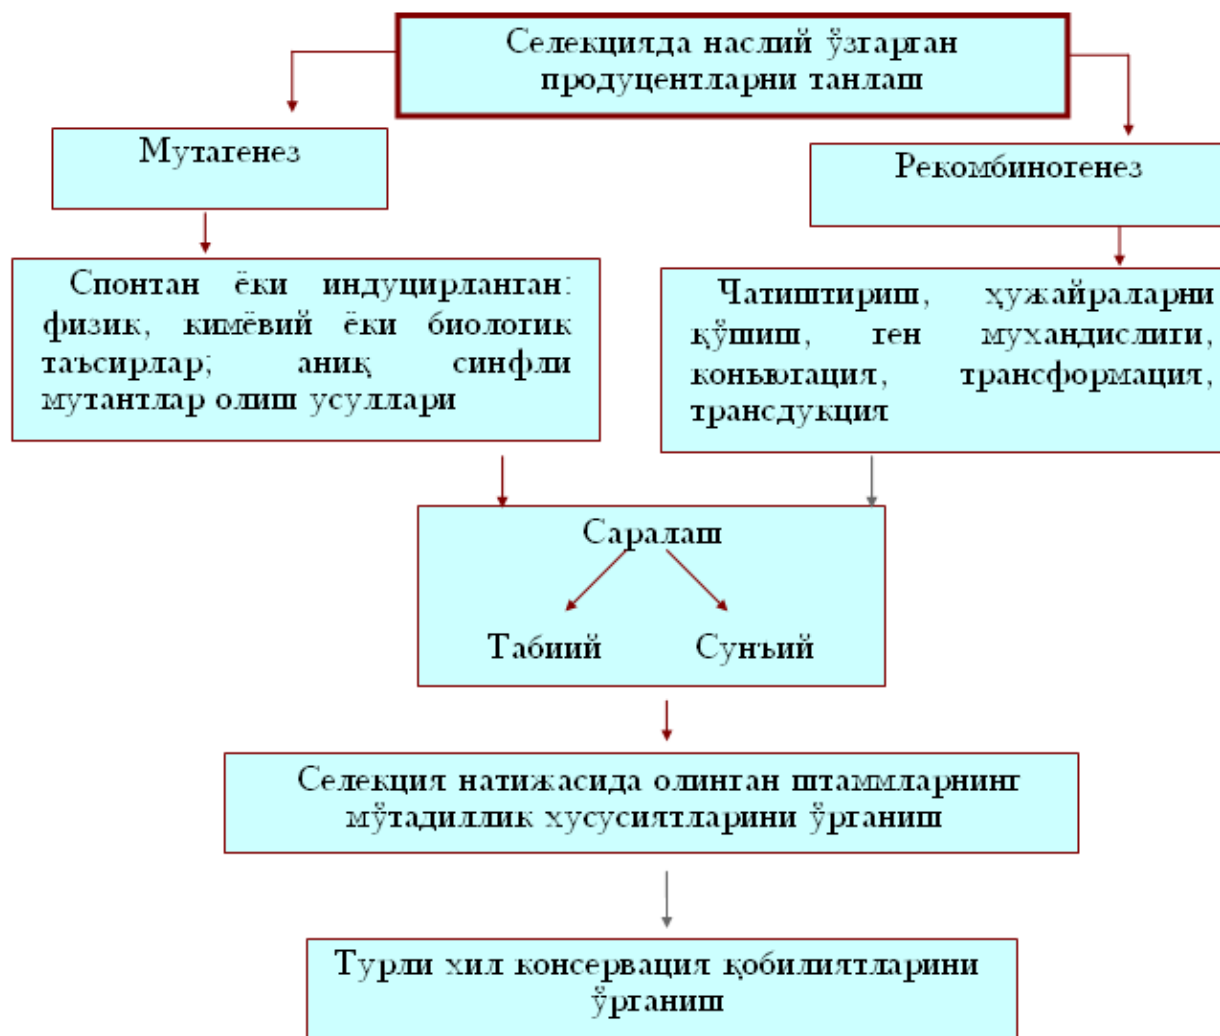 Селекцияда наслий ўзгарган
продуцентларни танлаш
Мутагенез
Рекомбиногенез
Спонтан ёки индуцирланган:
физик, кимёвий ёки биологик
таъсирлар; аниқ синфли
мутантлар олиш усуллари
Чатиштириш, ҳужайраларни
қўшиш, ген мухандислиги,
конъюгация, трансформация,
трансдукция
Саралаш
Табиий Сунъий
Селекция натижасида олинган штаммларнинг
мўтадиллик хусусиятларини ўрганиш
Турли хил консервация қобилиятларини
ўрганиш